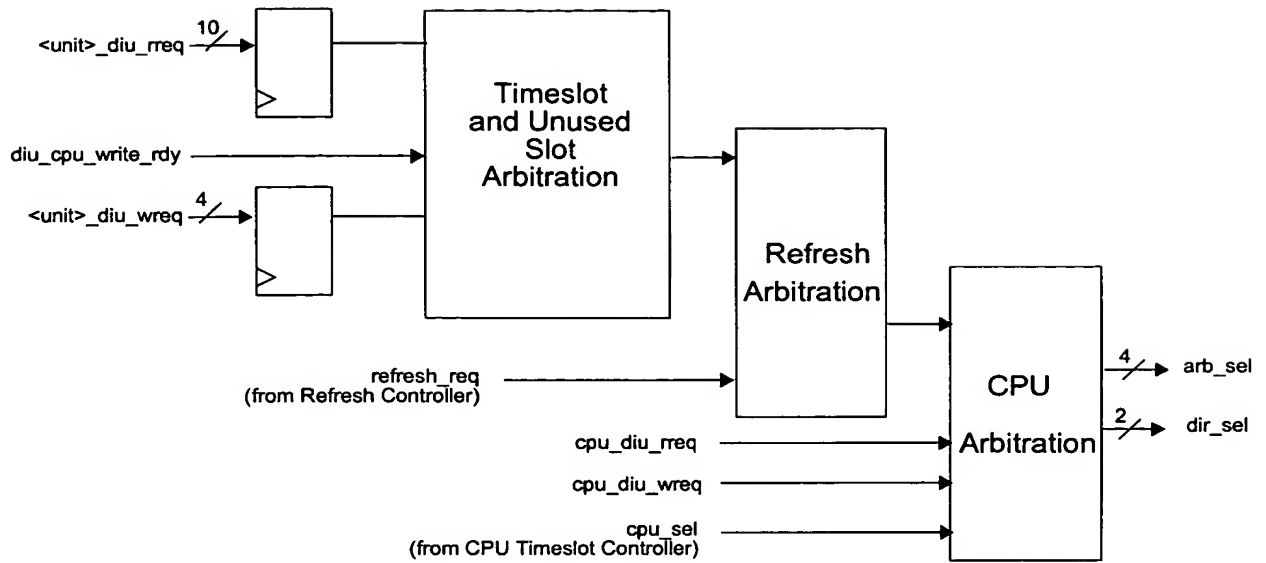 <unit>_diu_rreq
10
diu_cpu_write_rdy
<unit>_diu_wreq
4
Timeslot
and Unused
Slot
Arbitration
Refresh
Arbitration
refresh_req
(from Refresh Controller)
cpu_diu_rreq
cpu_diu_wreq
cpu_sel
(from CPU Timeslot Controller)
CPU
Arbitration
4
arb_sel
2
dir_sel